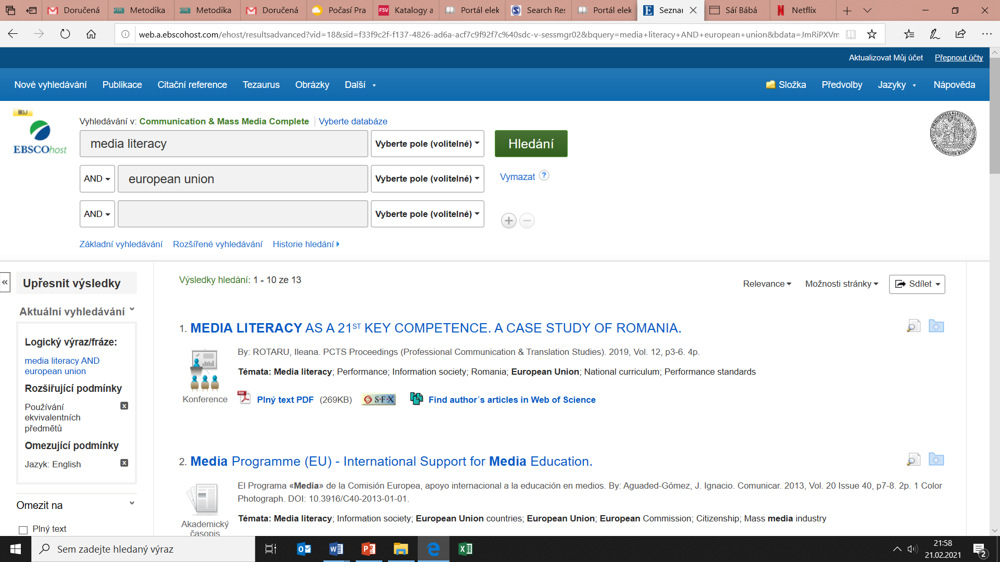 Doručená
Metodika
Metodika
Doručená
Počasí Pra
Katalogy a
Portál elek
Search Res
Portál elek
Seznar
Sáí Bábá
Netflix
web.a.ebscohost.com/ehost/resultsadvanced?vid=18&sid=f33f9c2f-f137-4826-ad6a-acf7c9f92f7c%40sdc-v-sessmgr02&bquery=media+literacy+AND+european+union&bdata=JmRiPXVm
Aktualizovat Můj účet Přepnout účty
Nové vyhledávání Publikace Citační reference Tezaurus Obrázky Další Složka Předvolby Jazyky Nápověda
MOJ
EBSCOhost
Vyhledávání v: Communication & Mass Media Complete Vyberte databáze
media literacy Vyberte pole (volitelné) Hledání
AND european union Vyberte pole (volitelné) Vymazat ?
AND Vyberte pole (volitelné)
Základní vyhledávání Rozšířené vyhledávání Historie hledání
« Upřesnit výsledky
Aktuální vyhledávání
Logický výraz/fráze:
media literacy AND
european union
Rozšiřující podmínky
Používání
ekvivalentních
předmětů
Omezující podmínky
Jazyk: English
Omezit na
Plný text
Výsledky hledání: 1 - 10 ze 13
Relevance Možnosti stránky Sdílet
1. MEDIA LITERACY AS A 21ST KEY COMPETENCE. A CASE STUDY OF ROMANIA.
By: ROTARU, Ileana. PCTS Proceedings (Professional Communication & Translation Studies). 2019, Vol. 12, p3-6. 4p.
Témata: Media literacy; Performance; Information society; Romania; European Union; National curriculum; Performance standards
Konference
PDF Plný text PDF (269KB) S·F·X Find author´s articles in Web of Science
2. Media Programme (EU) - International Support for Media Education.
El Programa «Media» de la Comisión Europea, apoyo internacional a la educación en medios. By: Aguaded-Gómez, J. Ignacio. Comunicar. 2013, Vol. 20 Issue 40, p7-8. 2p. 1 Color
Photograph. DOI: 10.3916/C40-2013-01-01.
Témata: Media literacy; Information society; European Union countries; European Union; European Commission; Citizenship; Mass media industry
Akademický
časopis
Sem zadejte hledaný výraz
21:58
21.02.2021
2